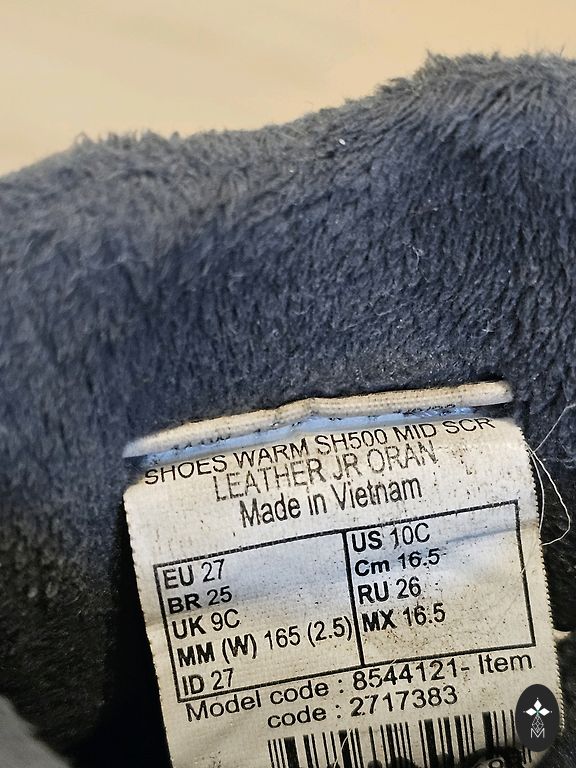 SHOES WARM SH500 MID SCR
LEATHER JR ORAN
Made in Vietnam
EU 27
BR 25
UK 9C
MM (W) 165 (2.5)
ID 27
US 10C
Cm 16.5
RU 26
MX 16.5
Model code : 8544121- Item
code : 2717383
M